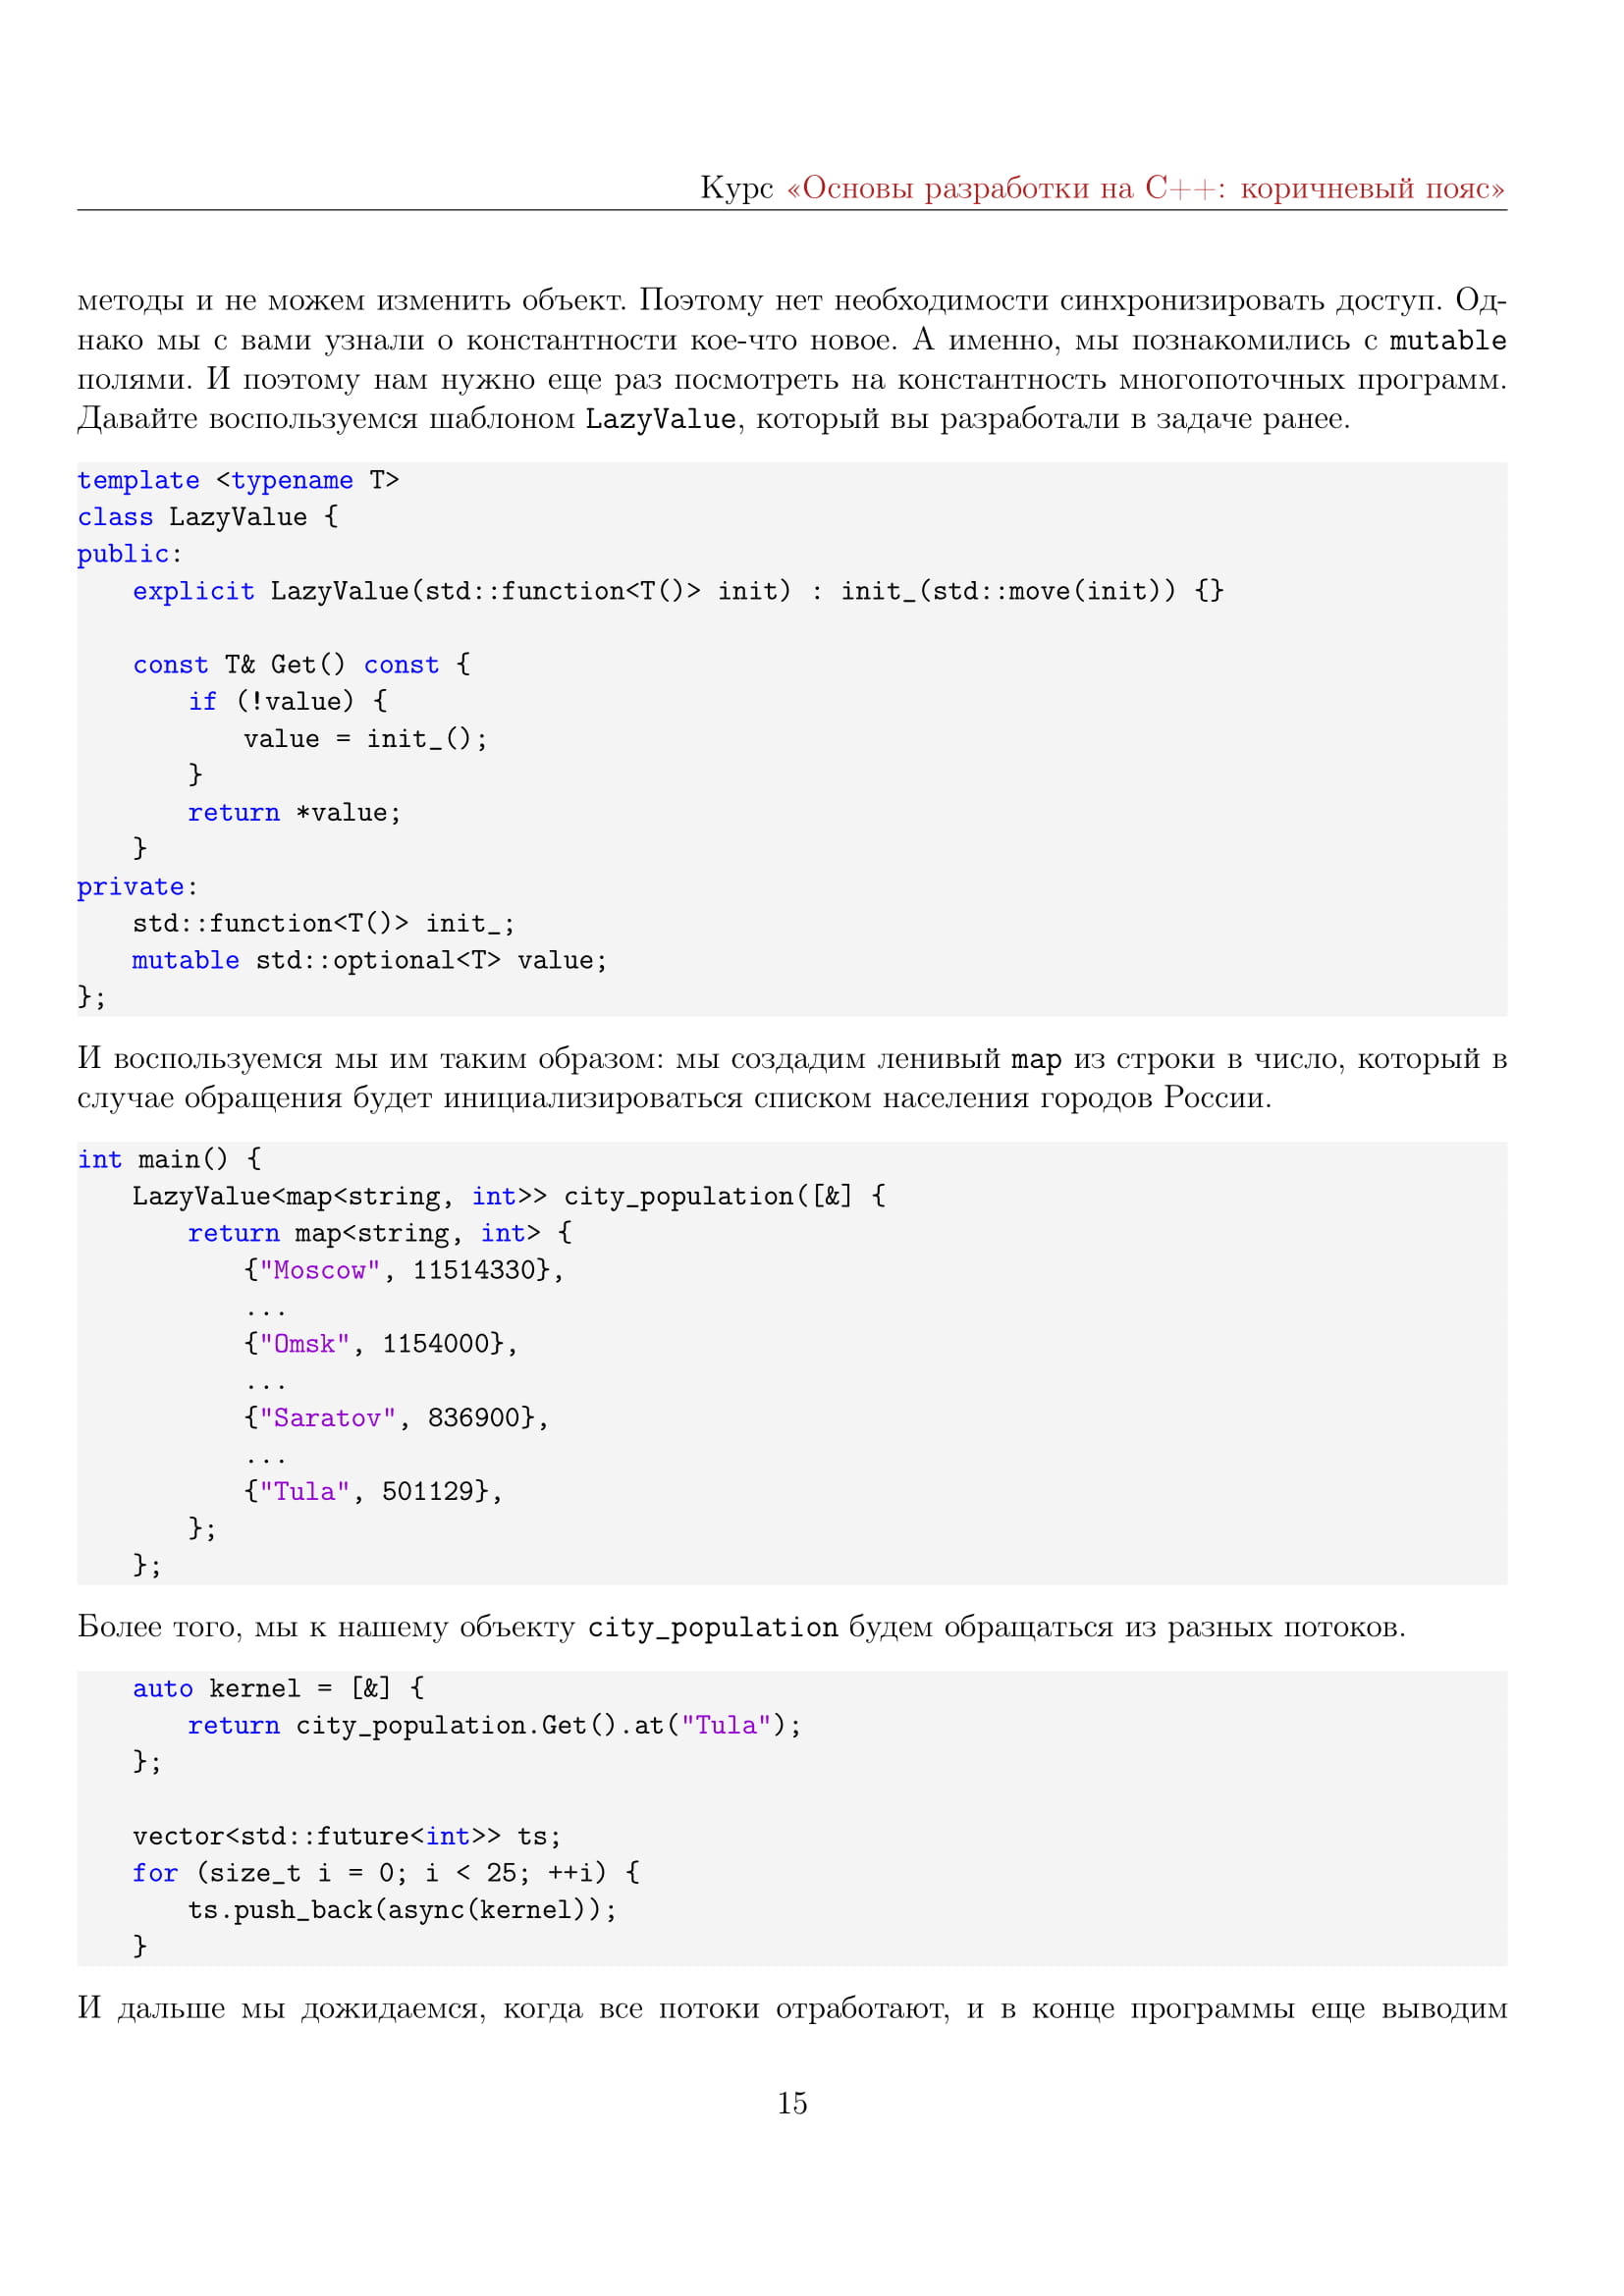 Курс «Основы разработки на C++: коричневый пояс»
методы и не можем изменить объект. Поэтому нет необходимости синхронизировать доступ. Од-
нако мы с вами узнали о константности кое-что новое. А именно, мы познакомились с mutable
полями. И поэтому нам нужно еще раз посмотреть на константность многопоточных программ.
Давайте воспользуемся шаблоном LazyValue, который вы разработали в задаче ранее.
template <typename T>
class LazyValue {
public:
    explicit LazyValue(std::function<T()> init) : init_(std::move(init)) {}
    const T& Get() const {
        if (!value) {
            value = init_();
        }
        return *value;
    }
private:
    std::function<T()> init_;
    mutable std::optional<T> value;
};
И воспользуемся мы им таким образом: мы создадим ленивый map из строки в число, который в
случае обращения будет инициализироваться списком населения городов России.
int main() {
    LazyValue<map<string, int>> city_population([&] {
        return map<string, int> {
            {"Moscow", 11514330},
            ...
            {"Omsk", 1154000},
            ...
            {"Saratov", 836900},
            ...
            {"Tula", 501129},
        };
    };
Более того, мы к нашему объекту city_population будем обращаться из разных потоков.
    auto kernel = [&] {
        return city_population.Get().at("Tula");
    };
    vector<std::future<int>> ts;
    for (size_t i = 0; i < 25; ++i) {
        ts.push_back(async(kernel));
    }
И дальше мы дожидаемся, когда все потоки отработают, и в конце программы еще выводим
15